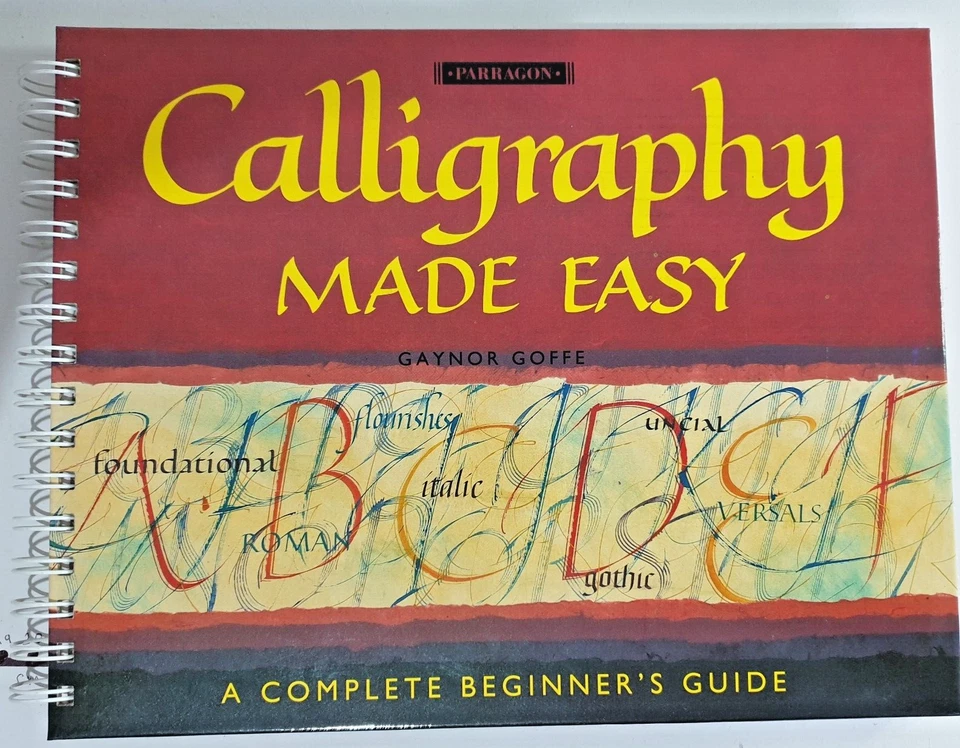 PARRAGON
Calligraphy
MADE EASY
GAYNOR GOFFE
flourishes
uncial
foundational
italic
VERSALS
ROMAN
gothic
A COMPLETE BEGINNER'S GUIDE